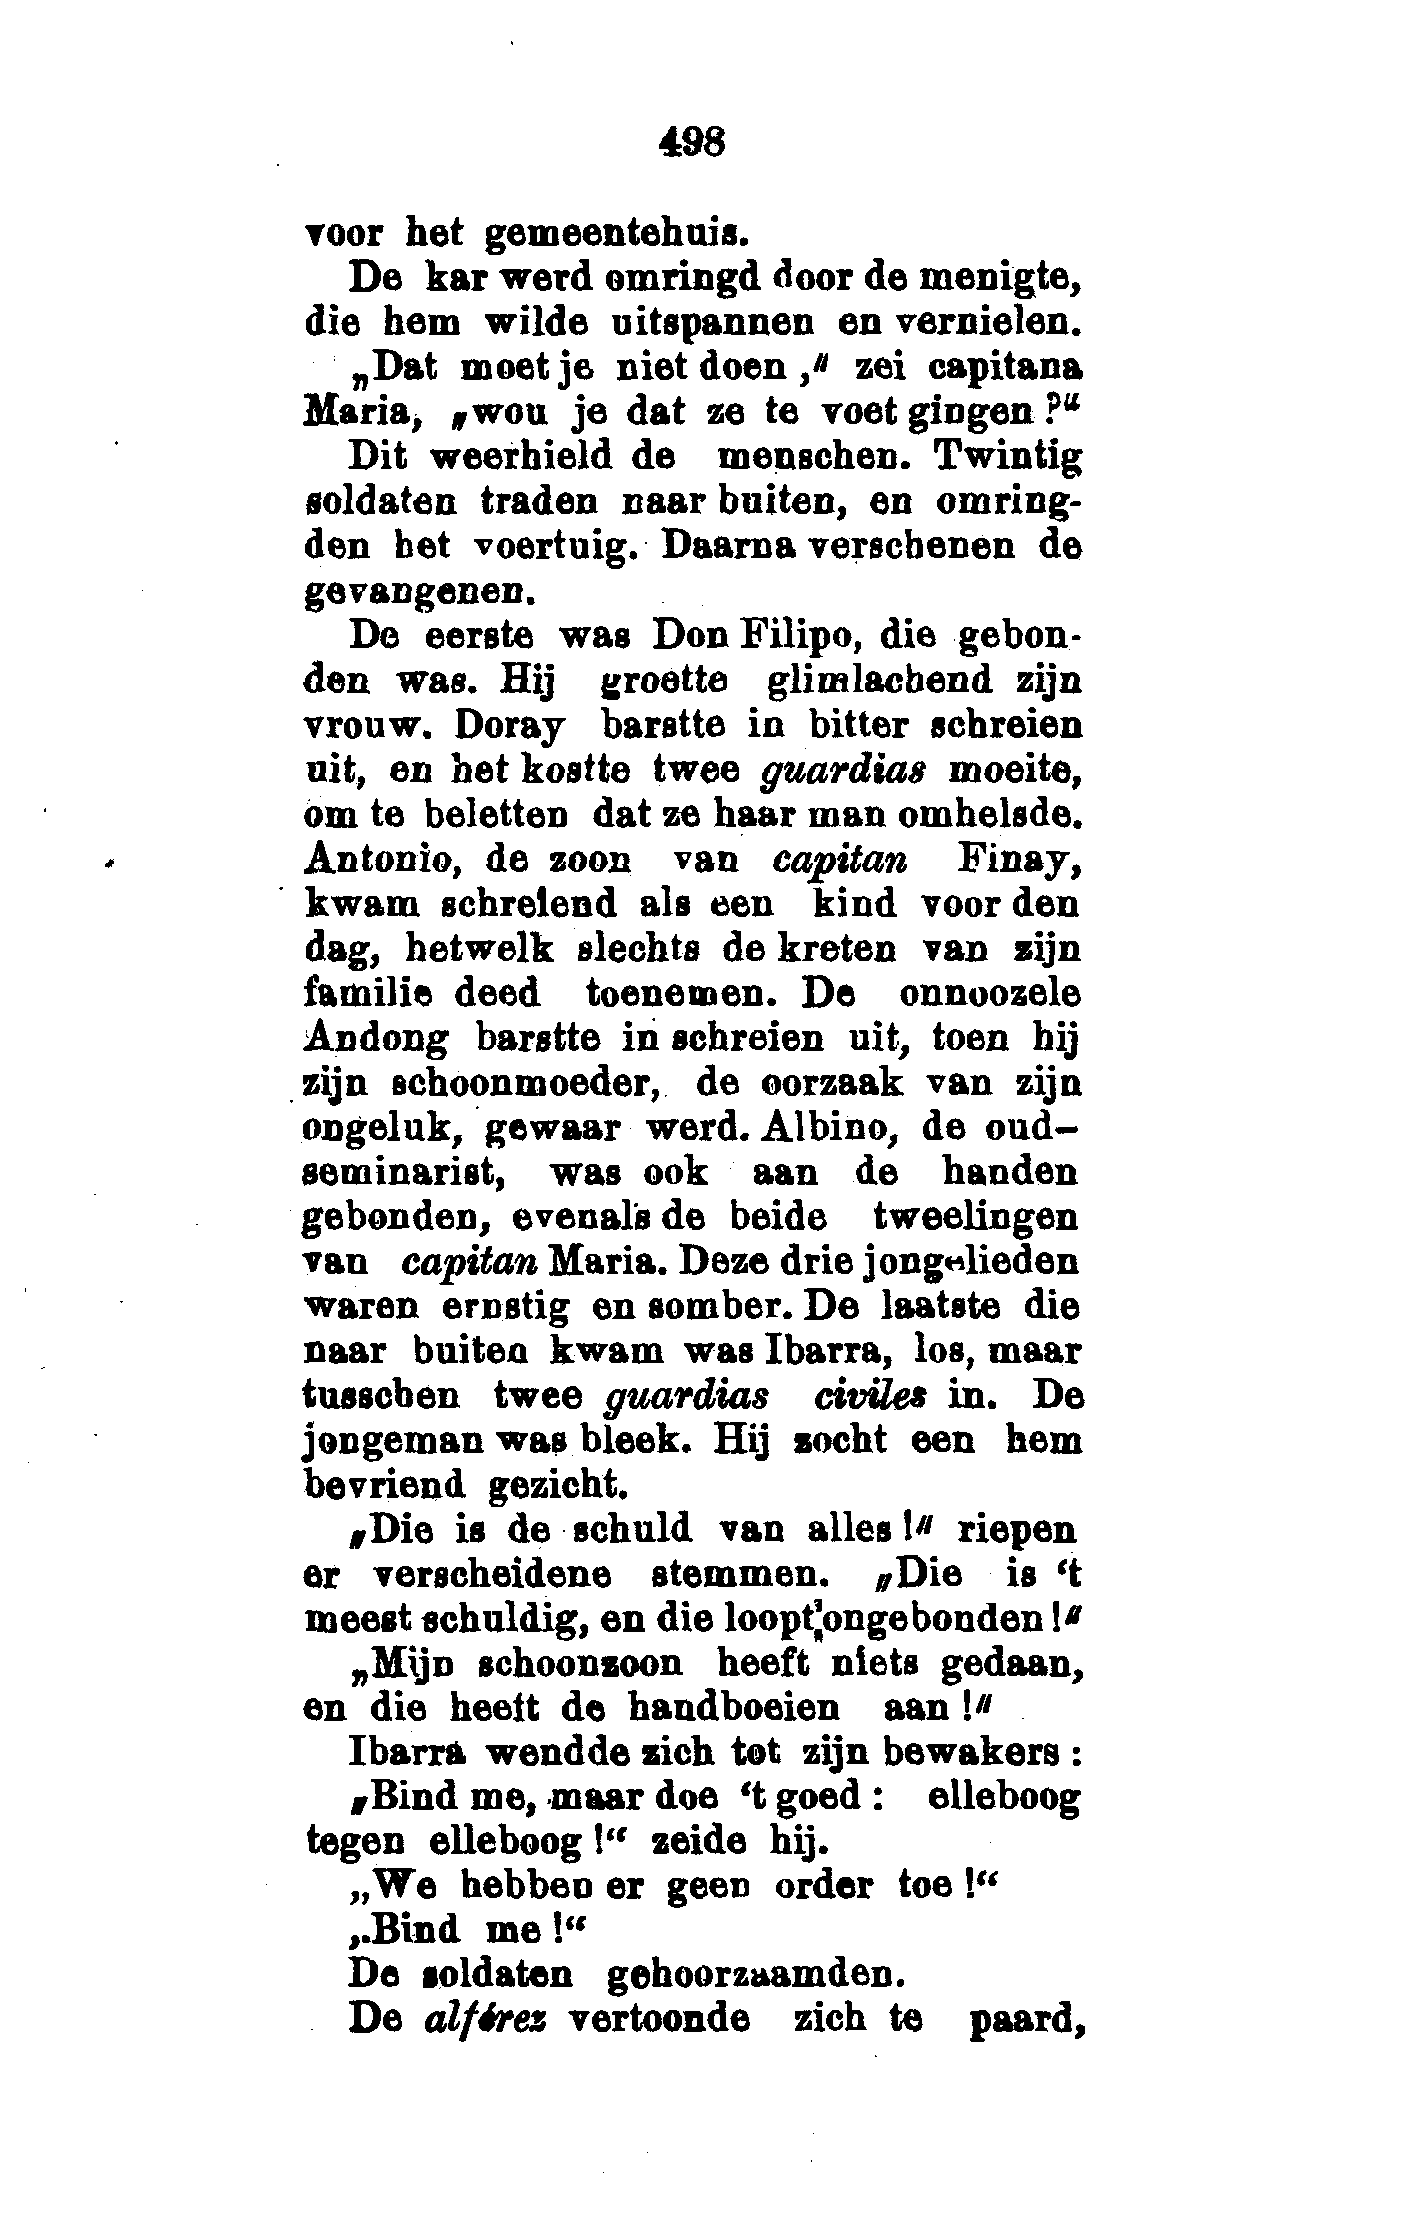 498
voor het gemeentehuis.
De kar werd omringd door de menigte,
die hem wilde uitspannen en vernielen.
„Dat moet je niet doen ,“ zei capitana
Maria, „wou je dat ze te voet gingen ?“
Dit weerhield de menschen. Twintig
soldaten traden naar buiten, en omring-
den het voertuig. Daarna verschenen de
gevangenen.
De eerste was Don Filipo, die gebon-
den was. Hij groette glimlachend zijn
vrouw. Doray barstte in bitter schreien
uit, en het kostte twee guardias moeite,
om te beletten dat ze haar man omhelsde.
Antonio, de zoon van capitan Finay,
kwam schreiend als een kind voor den
dag, hetwelk slechts de kreten van zijn
familie deed toenemen. De onnoozele
Andong barstte in schreien uit, toen hij
zijn schoonmoeder, de oorzaak van zijn
ongeluk, gewaar werd. Albino, de oud-
seminarist, was ook aan de handen
gebonden, evenals de beide tweelingen
van capitan Maria. Deze drie jongelieden
waren ernstig en somber. De laatste die
naar buiten kwam was Ibarra, los, maar
tusschen twee guardias civiles in. De
jongeman was bleek. Hij zocht een hem
bevriend gezicht.
„Die is de schuld van alles !“ riepen
er verscheidene stemmen. „Die is ‘t
meest schuldig, en die loopt ongebonden !“
„Mijn schoonzoon heeft niets gedaan,
en die heeft de handboeien aan !“
Ibarra wendde zich tot zijn bewakers :
„Bind me, maar doe ‘t goed : elleboog
tegen elleboog !“ zeide hij.
„We hebben er geen order toe !“
„Bind me !“
De soldaten gehoorzaamden.
De alférez vertoonde zich te paard,